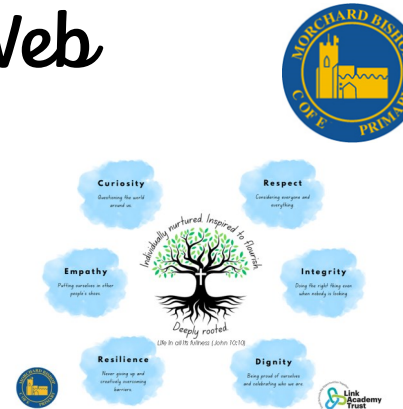 Web
MORCHARD BISHOP
C OF E PRIMARY
Curiosity
Questioning the world
around us
Respect
Considering everyone and
everything
Individually nurtured Inspired to flourish
Empathy
Putting ourselves in other
people's shoes
Integrity
Doing the right thing even
when nobody is looking
Deeply rooted
Life in all its fullness (John 10:10)
Resilience
Never giving up and
creatively overcoming
barriers
Dignity
Being proud of ourselves
and celebrating who we are
Link
Academy
Trust